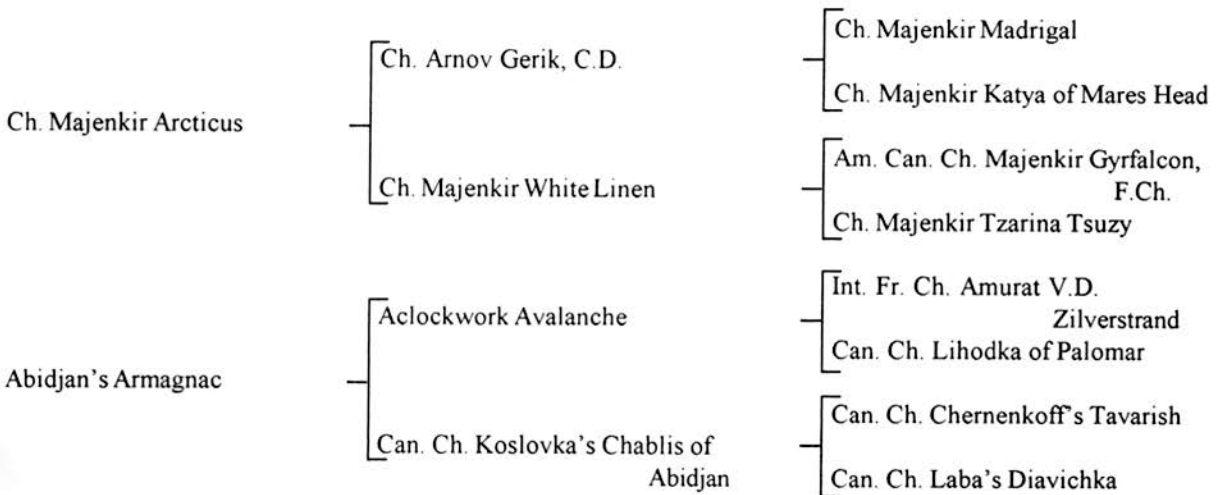 Ch. Majenkir Madrigal
Ch. Arnov Gerik, C.D.
Ch. Majenkir Katya of Mares Head
Ch. Majenkir Arcticus
Am. Can. Ch. Majenkir Gyrfalcon,
F.Ch.
Ch. Majenkir White Linen
Ch. Majenkir Tzarina Tsuzy
Int. Fr. Ch. Amurat V.D.
Zilverstrand
Aclockwork Avalanche
Can. Ch. Lihodka of Palomar
Abidjan's Armagnac
Can. Ch. Chernenkoff's Tavarish
Can. Ch. Koslovka's Chablis of
Abidjan
Can. Ch. Laba's Diavichka